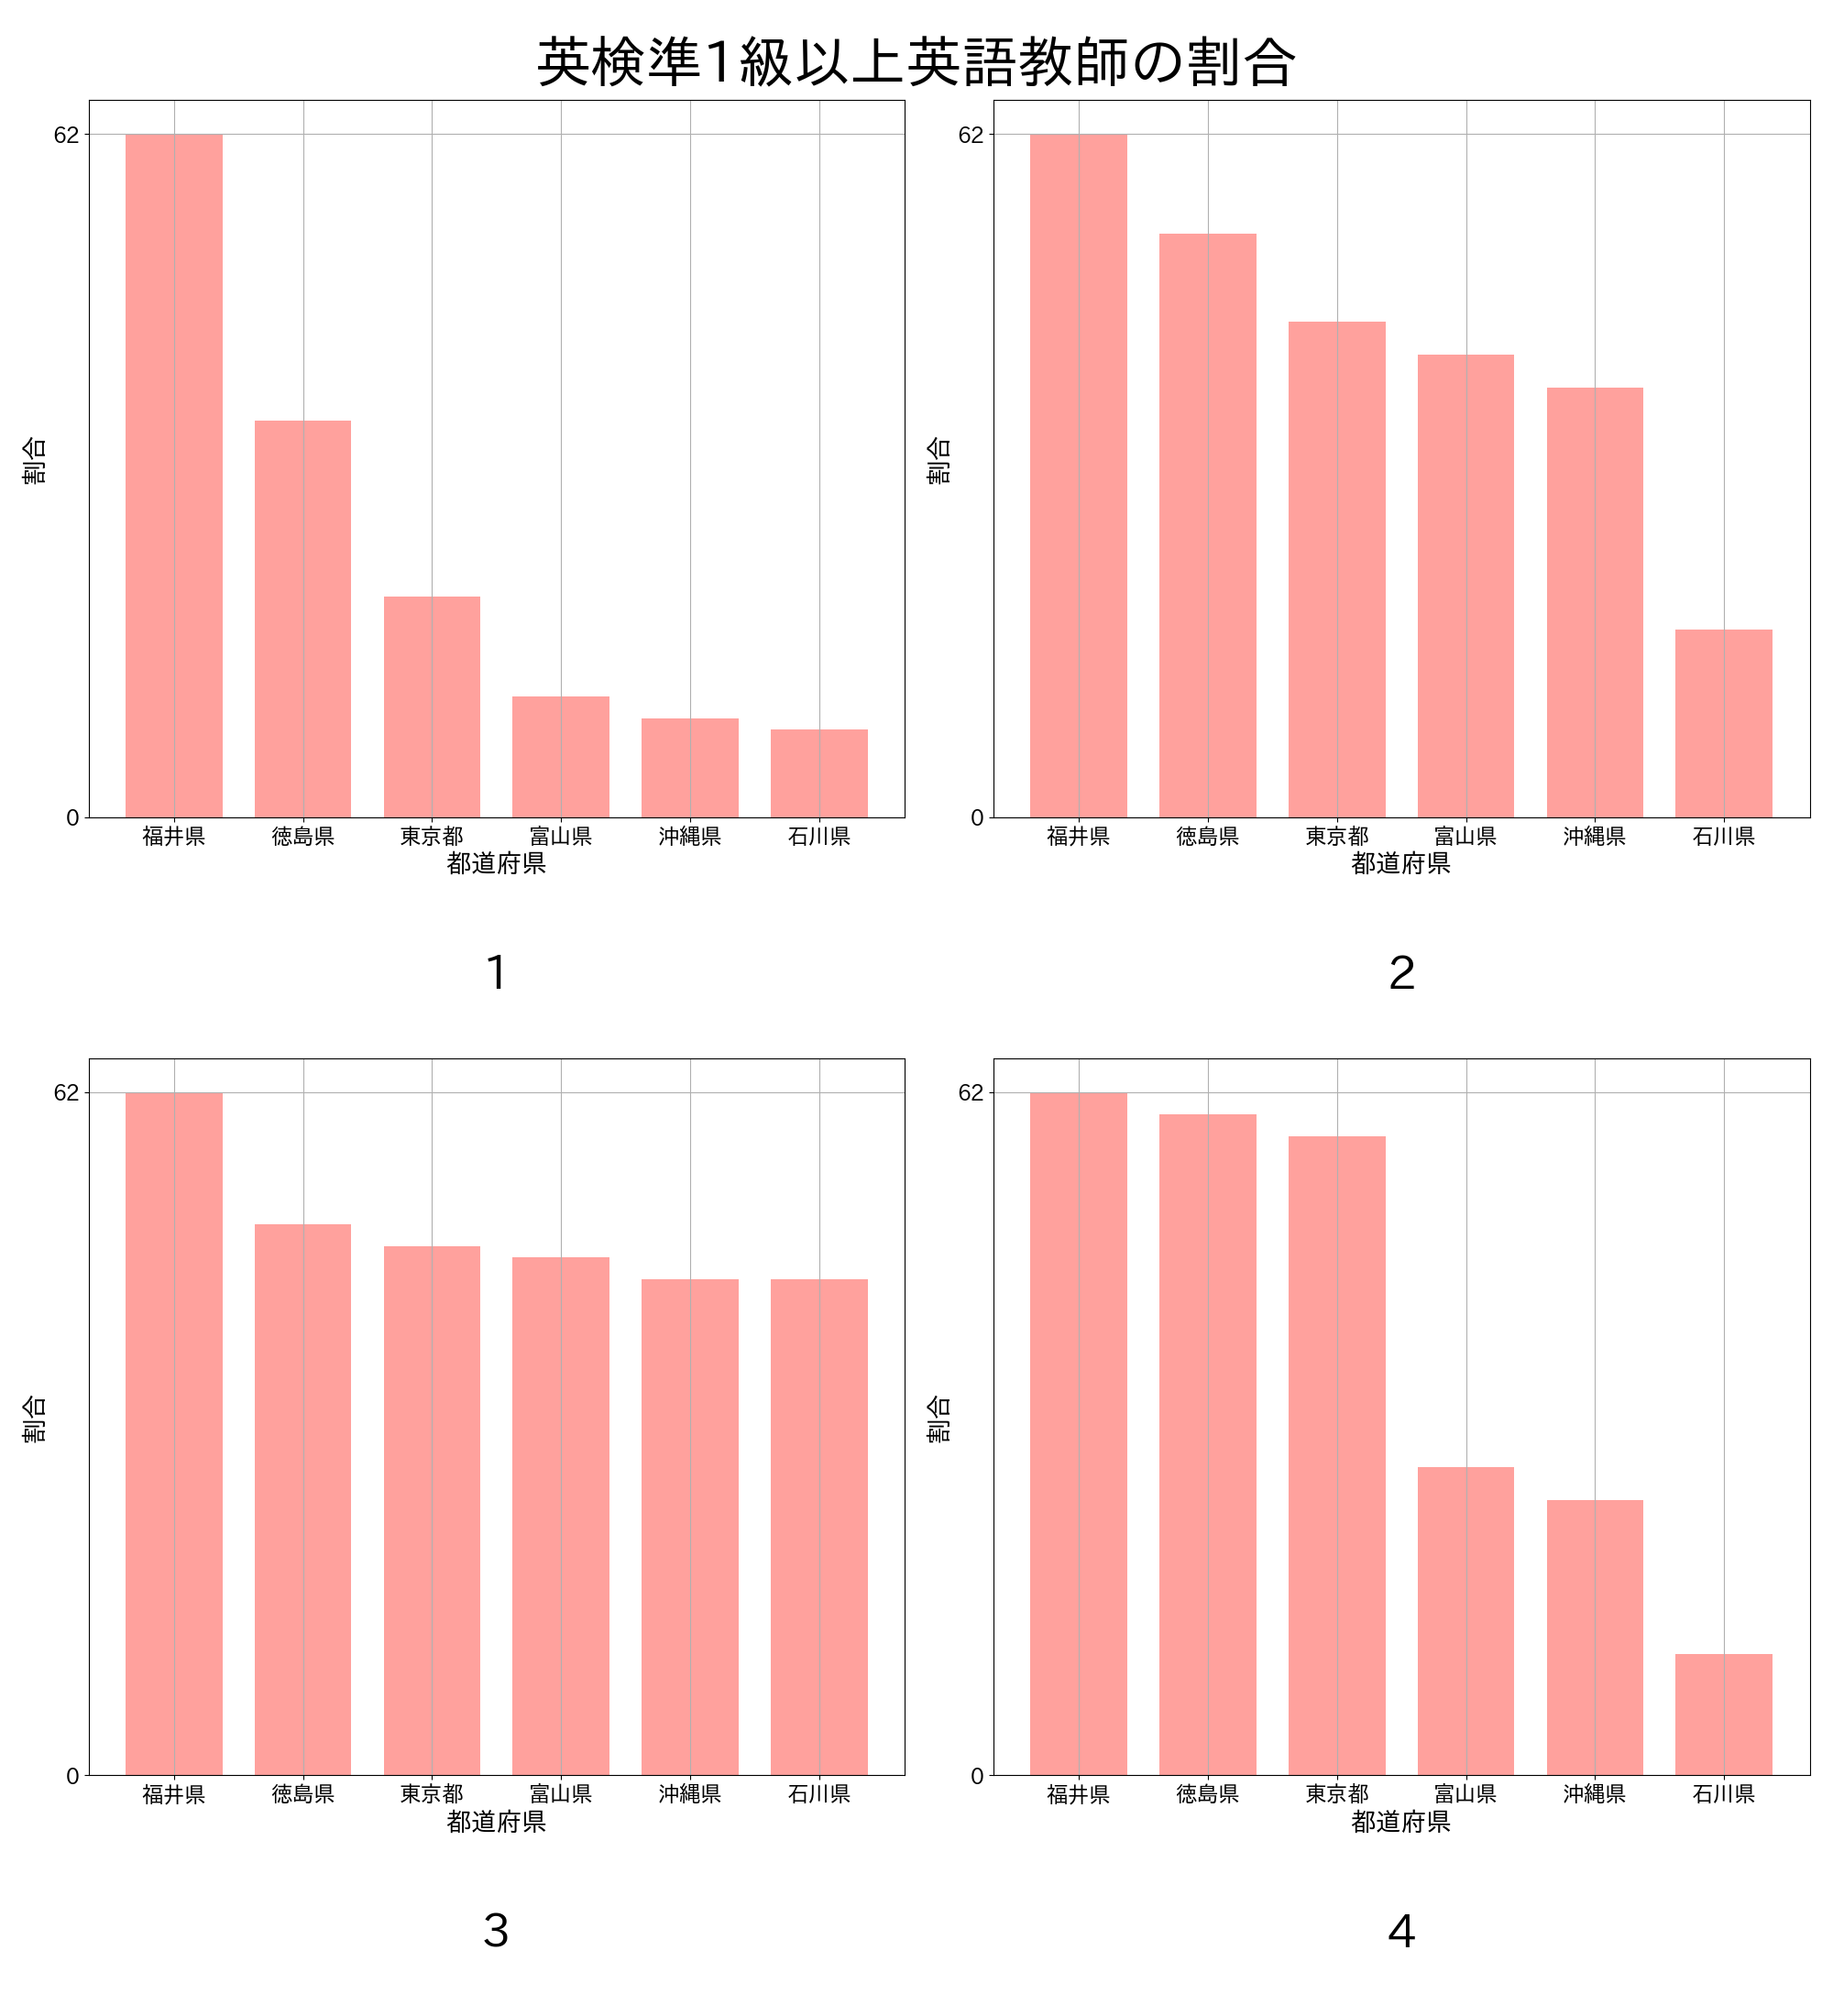 英検準1級以上英語教師の割合
62
0
割合
福井県 徳島県 東京都 富山県 沖縄県 石川県
都道府県
1
62
0
割合
福井県 徳島県 東京都 富山県 沖縄県 石川県
都道府県
2
62
0
割合
福井県 徳島県 東京都 富山県 沖縄県 石川県
都道府県
3
62
0
割合
福井県 徳島県 東京都 富山県 沖縄県 石川県
都道府県
4